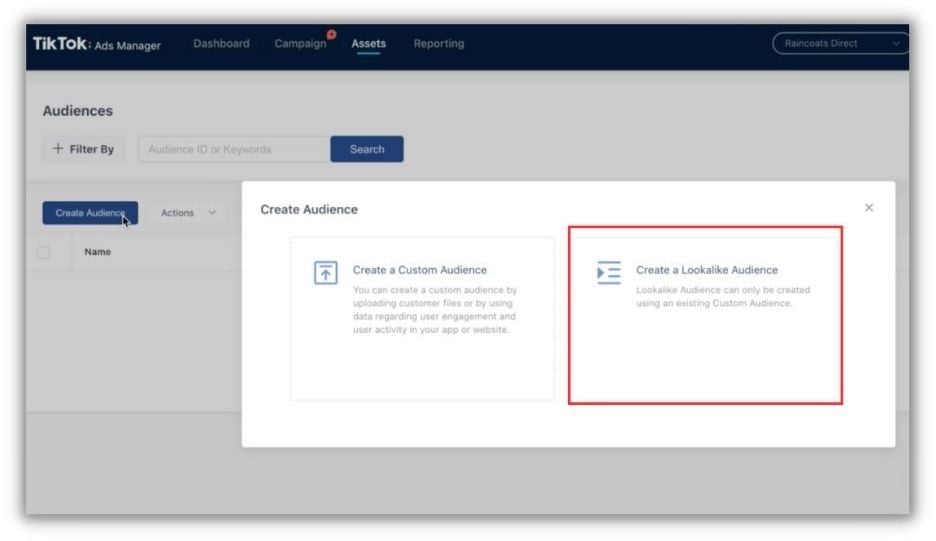 TikTok: Ads Manager Dashboard Campaign Assets Reporting Raincoats Direct
Audiences
+ Filter By Audience ID or Keywords Search
Create Audience Actions
Name
Create Audience
Create a Custom Audience
You can create a custom audience by
uploading customer files or by using
data regarding user engagement and
user activity in your app or website.
Create a Lookalike Audience
Lookalike Audience can only be created
using an existing Custom Audience.